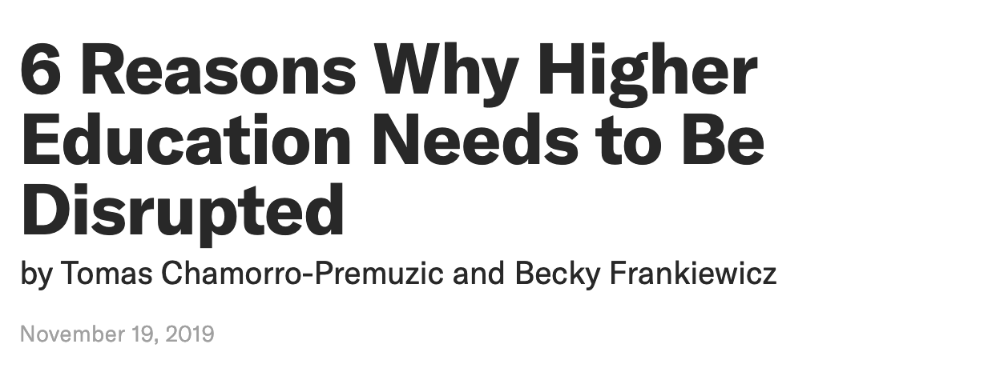 6 Reasons Why Higher
Education Needs to Be
Disrupted
by Tomas Chamorro-Premuzic and Becky Frankiewicz
November 19, 2019